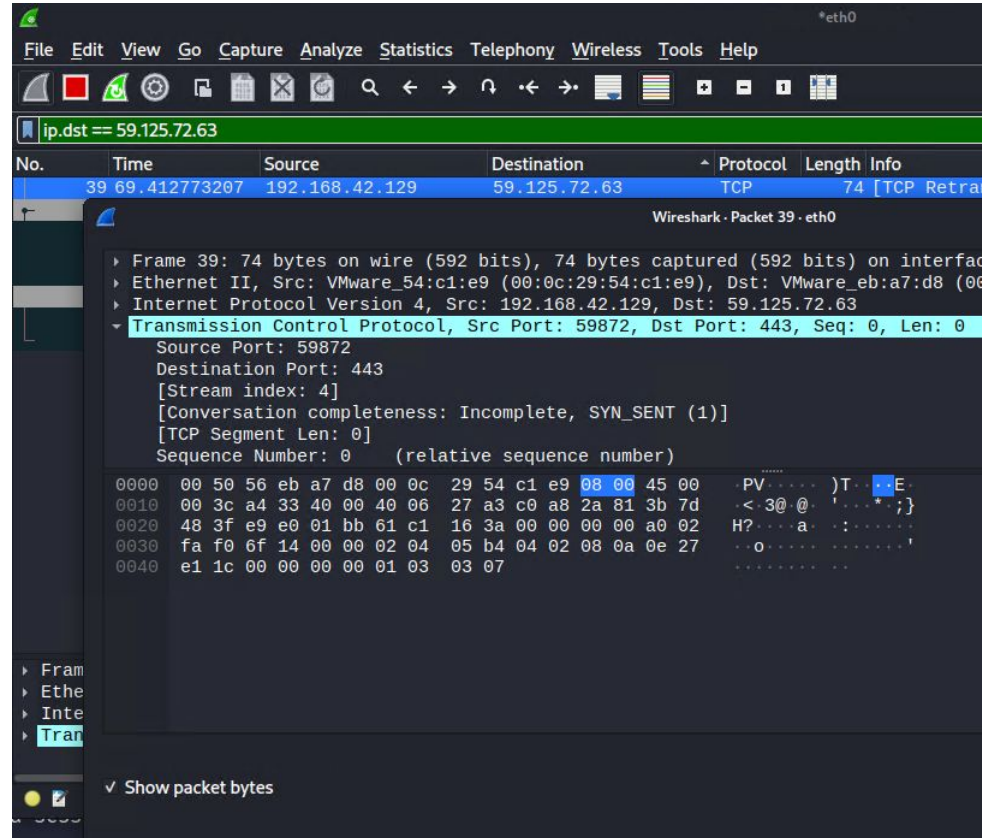 *eth0
File Edit View Go Capture Analyze Statistics Telephony Wireless Tools Help
ip.dst == 59.125.72.63
No. Time Source Destination Protocol Length Info
39 69.412773207 192.168.42.129 59.125.72.63 TCP 74 [TCP Retra
Wireshark · Packet 39 · eth0
Frame 39: 74 bytes on wire (592 bits), 74 bytes captured (592 bits) on interfac
Ethernet II, Src: VMware_54:c1:e9 (00:0c:29:54:c1:e9), Dst: VMware_eb:a7:d8 (00
Internet Protocol Version 4, Src: 192.168.42.129, Dst: 59.125.72.63
Transmission Control Protocol, Src Port: 59872, Dst Port: 443, Seq: 0, Len: 0
Source Port: 59872
Destination Port: 443
[Stream index: 4]
[Conversation completeness: Incomplete, SYN_SENT (1)]
[TCP Segment Len: 0]
Sequence Number: 0 (relative sequence number)
0000 00 50 56 eb a7 d8 00 0c 29 54 c1 e9 08 00 45 00 ·PV····· )T····E·
0010 00 3c a4 33 40 00 40 06 27 a3 c0 a8 2a 81 3b 7d ·<·3@·@· '···*·;}
0020 48 3f e9 e0 01 bb 61 c1 16 3a 00 00 00 00 a0 02 H?····a· ·:······
0030 fa f0 6f 14 00 00 02 04 05 b4 04 02 08 0a 0e 27 ··o····· ·······'
0040 e1 1c 00 00 00 00 01 03 03 07 ········ ··
Fram
Ethe
Inte
Tran
Show packet bytes